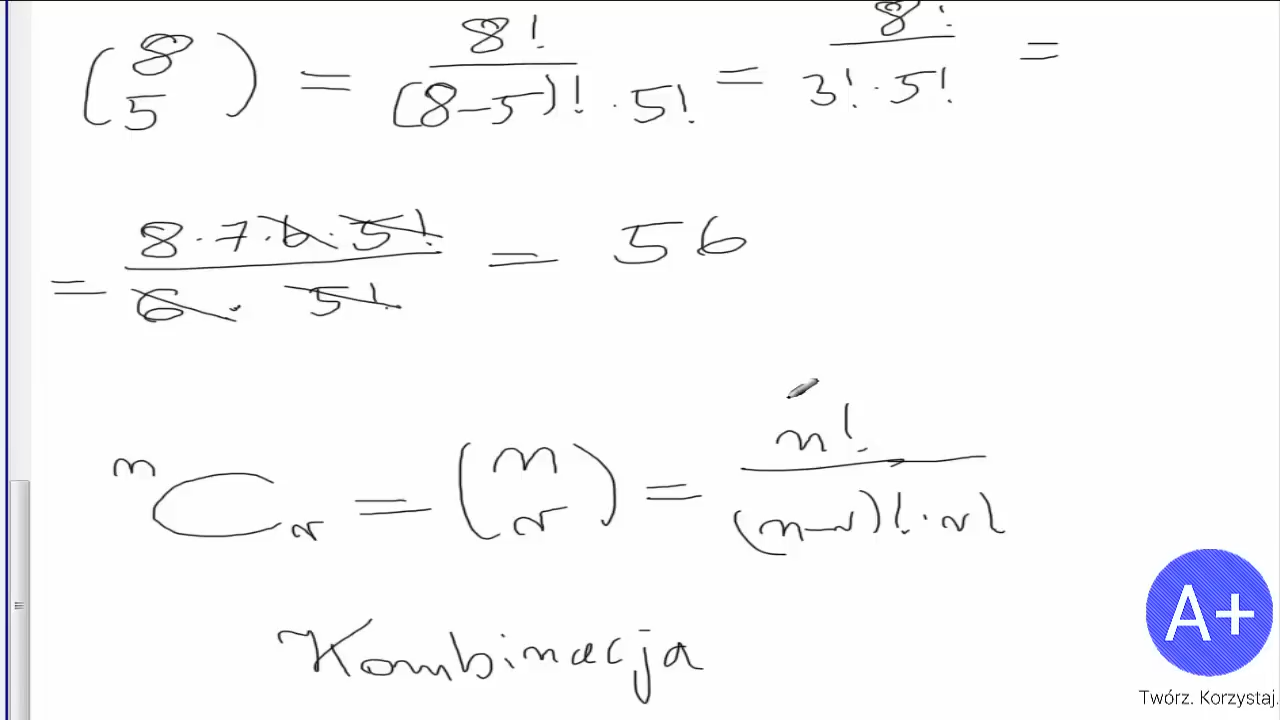 (8 5) = 8! / (8-5)! · 5! = 8! / 3! · 5! =
= 8 · 7 · 6 · 5! / 6 · 5! = 56
ⁿCᵣ = (n r) = n! / (n-r)! · r!
Kombinacja
A+
Twórz. Korzystaj.